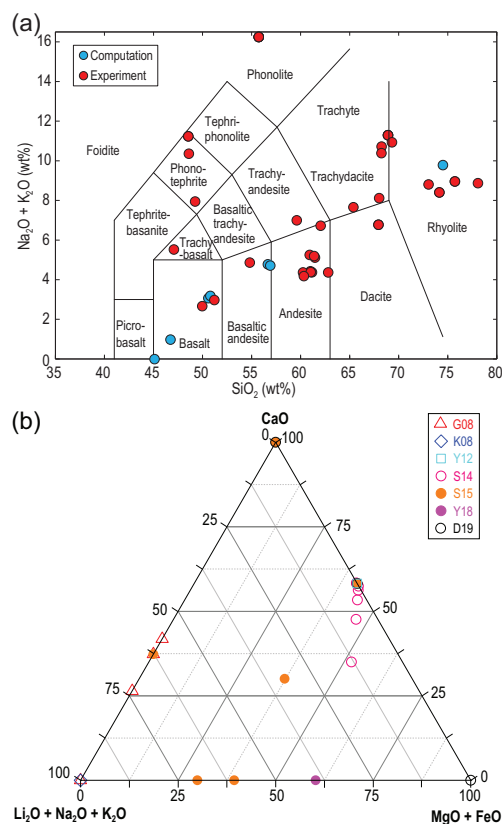 (a)
Computation
Experiment
Phonolite
Trachyte
Tephri-
phonolite
Foidite
Phono-
tephrite
Trachy-
andesite
Trachydacite
Tephrite-
basanite
Basaltic
trachy-
andesite
Rhyolite
Trachy
-basalt
Dacite
Picro-
basalt
Basalt
Basaltic
andesite
Andesite
Na₂O + K₂O (wt%)
16
14
12
10
8
6
4
2
0
35 40 45 50 55 60 65 70 75 80
SiO₂ (wt%)
(b)
CaO
0 100
G08
K08
Y12
S14
S15
Y18
D19
25 75
50 50
75 25
100 0
0 25 50 75 100
Li₂O + Na₂O + K₂O
MgO + FeO